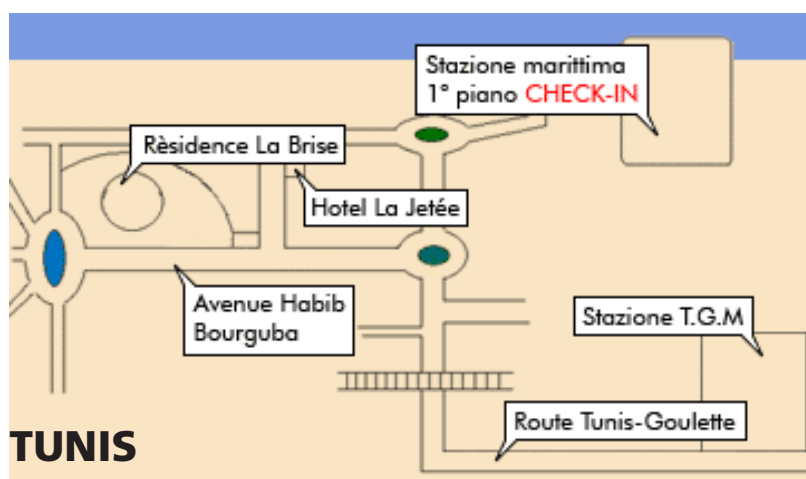 Stazione marittima
1° piano CHECK-IN
Rèsidence La Brise
Hotel La Jetée
Avenue Habib
Bourguba
Stazione T.G.M
Route Tunis-Goulette
TUNIS